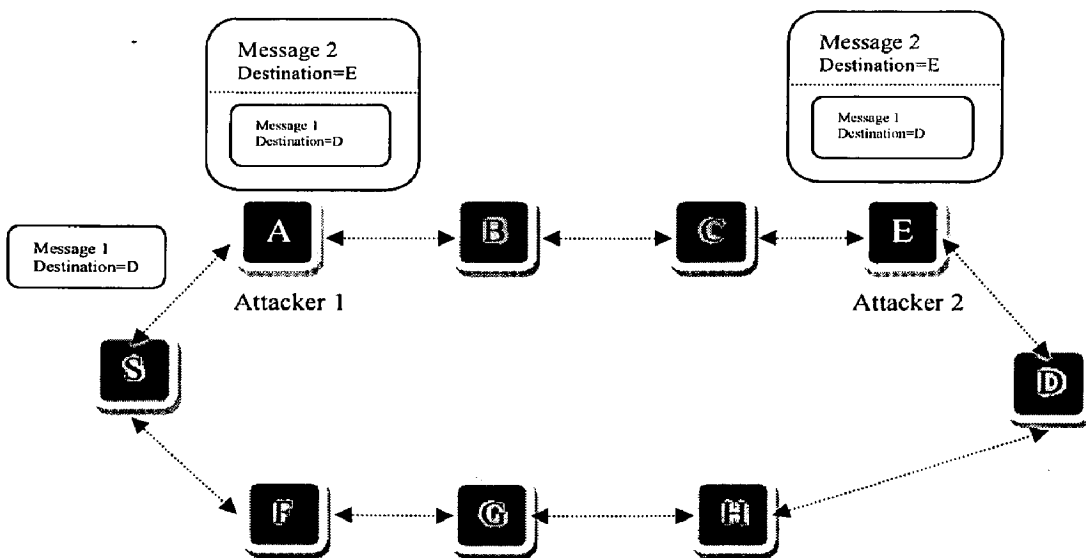 Message 2
Destination=E
Message 1
Destination=D
Message 2
Destination=E
Message 1
Destination=D
Message 1
Destination=D
A
B
C
E
Attacker 1
Attacker 2
S
D
F
G
H